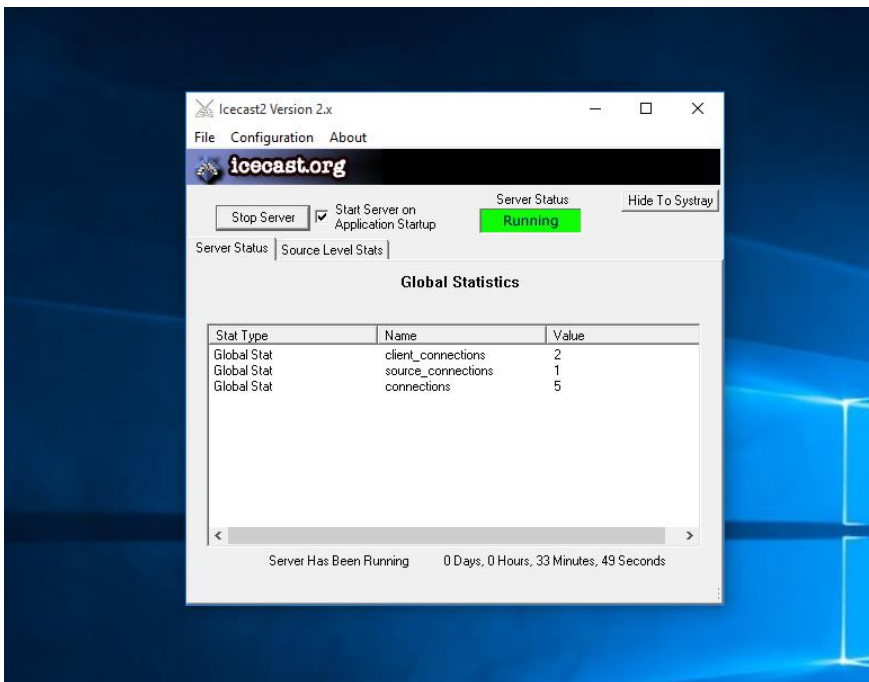 Icecast2 Version 2.x
File Configuration About
icecast.org
Server Status
Hide To Systray
Stop Server
Start Server on
Application Startup
Running
Server Status Source Level Stats
Global Statistics
Stat Type Name Value
Global Stat client_connections 2
Global Stat source_connections 1
Global Stat connections 5
Server Has Been Running 0 Days, 0 Hours, 33 Minutes, 49 Seconds